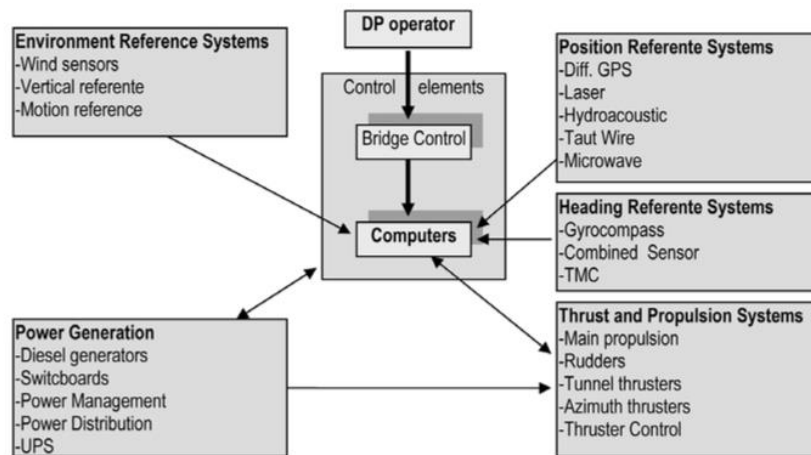 Environment Reference Systems
-Wind sensors
-Vertical referente
-Motion reference
DP operator
Control elements
Bridge Control
Computers
Position Referente Systems
-Diff. GPS
-Laser
-Hydroacoustic
-Taut Wire
-Microwave
Heading Referente Systems
-Gyrocompass
-Combined Sensor
-TMC
Power Generation
-Diesel generators
-Switcboards
-Power Management
-Power Distribution
-UPS
Thrust and Propulsion Systems
-Main propulsion
-Rudders
-Tunnel thrusters
-Azimuth thrusters
-Thruster Control